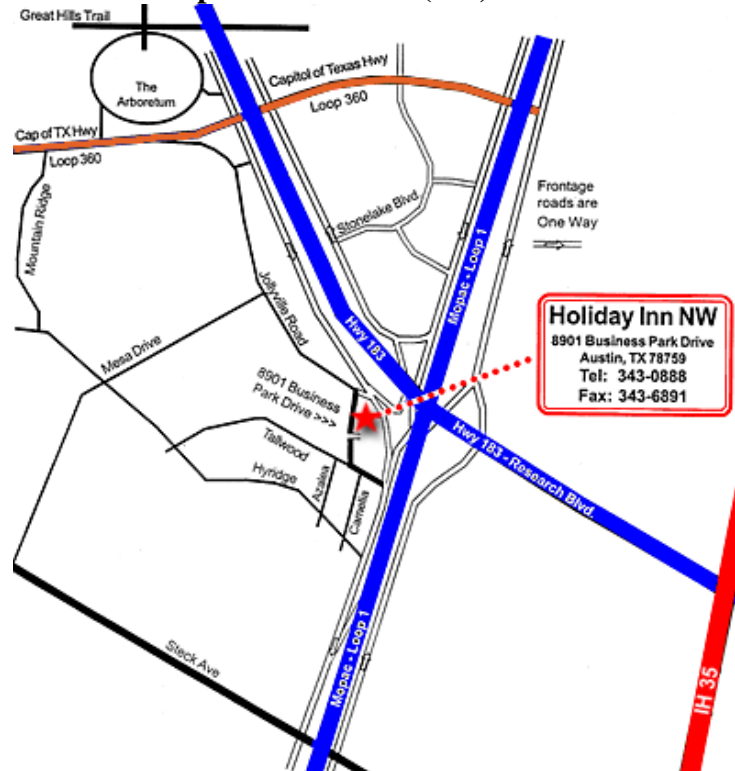 Great Hills Trail
The
Arboretum
Capitol of Texas Hwy
Loop 360
Cap of TX Hwy
Loop 360
Mountain Ridge
Stonelake Blvd
Frontage
roads are
One Way
Mopac - Loop 1
Jollyville Road
Hwy 183
Holiday Inn NW
8901 Business Park Drive
Austin, TX 78759
Tel: 343-0888
Fax: 343-6891
Mesa Drive
8901 Business
Park Drive >>>
Tallwood
Hyridge
Azalea
Camelia
Hwy 183 - Research Blvd.
Mopac - Loop 1
Steck Ave
IH 35